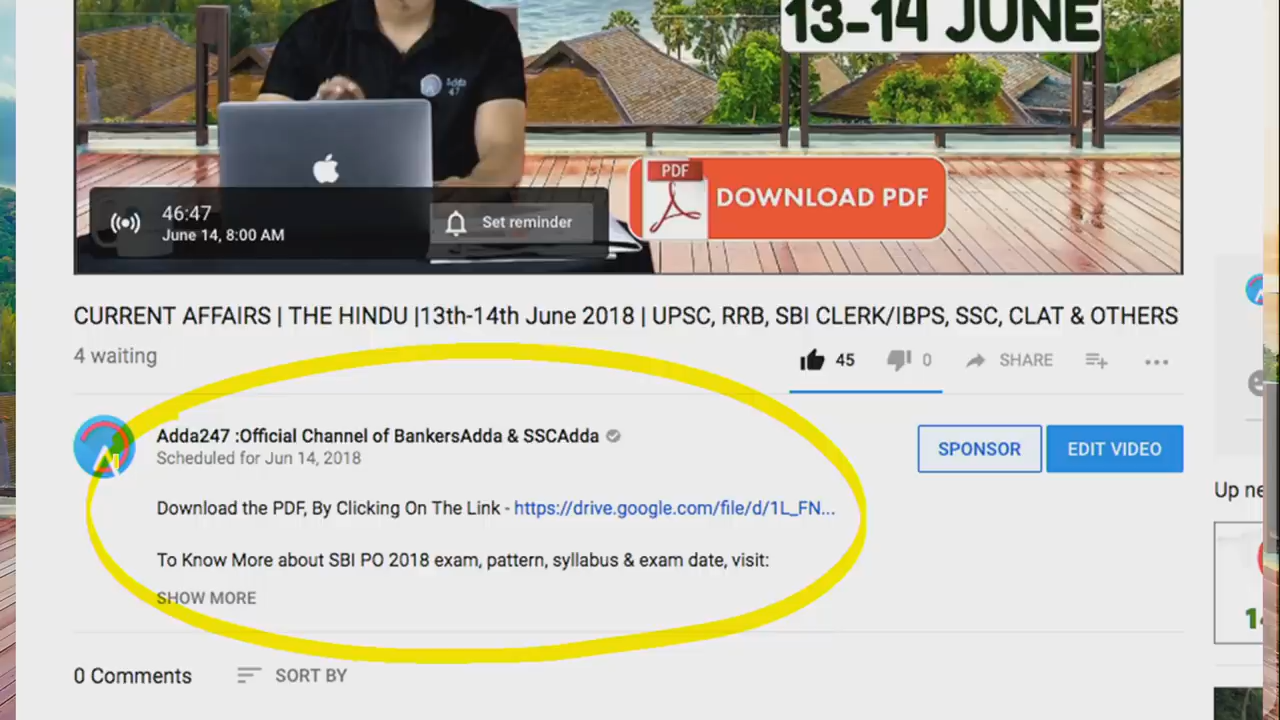 13-14 JUNE
Adda
47
PDF
DOWNLOAD PDF
46:47
June 14, 8:00 AM
Set reminder
CURRENT AFFAIRS | THE HINDU |13th-14th June 2018 | UPSC, RRB, SBI CLERK/IBPS, SSC, CLAT & OTHERS
4 waiting
45
0
SHARE
Adda247 :Official Channel of BankersAdda & SSCAdda
Scheduled for Jun 14, 2018
SPONSOR
EDIT VIDEO
Download the PDF, By Clicking On The Link - https://drive.google.com/file/d/1L_FN...
To Know More about SBI PO 2018 exam, pattern, syllabus & exam date, visit:
SHOW MORE
0 Comments
SORT BY
Up ne